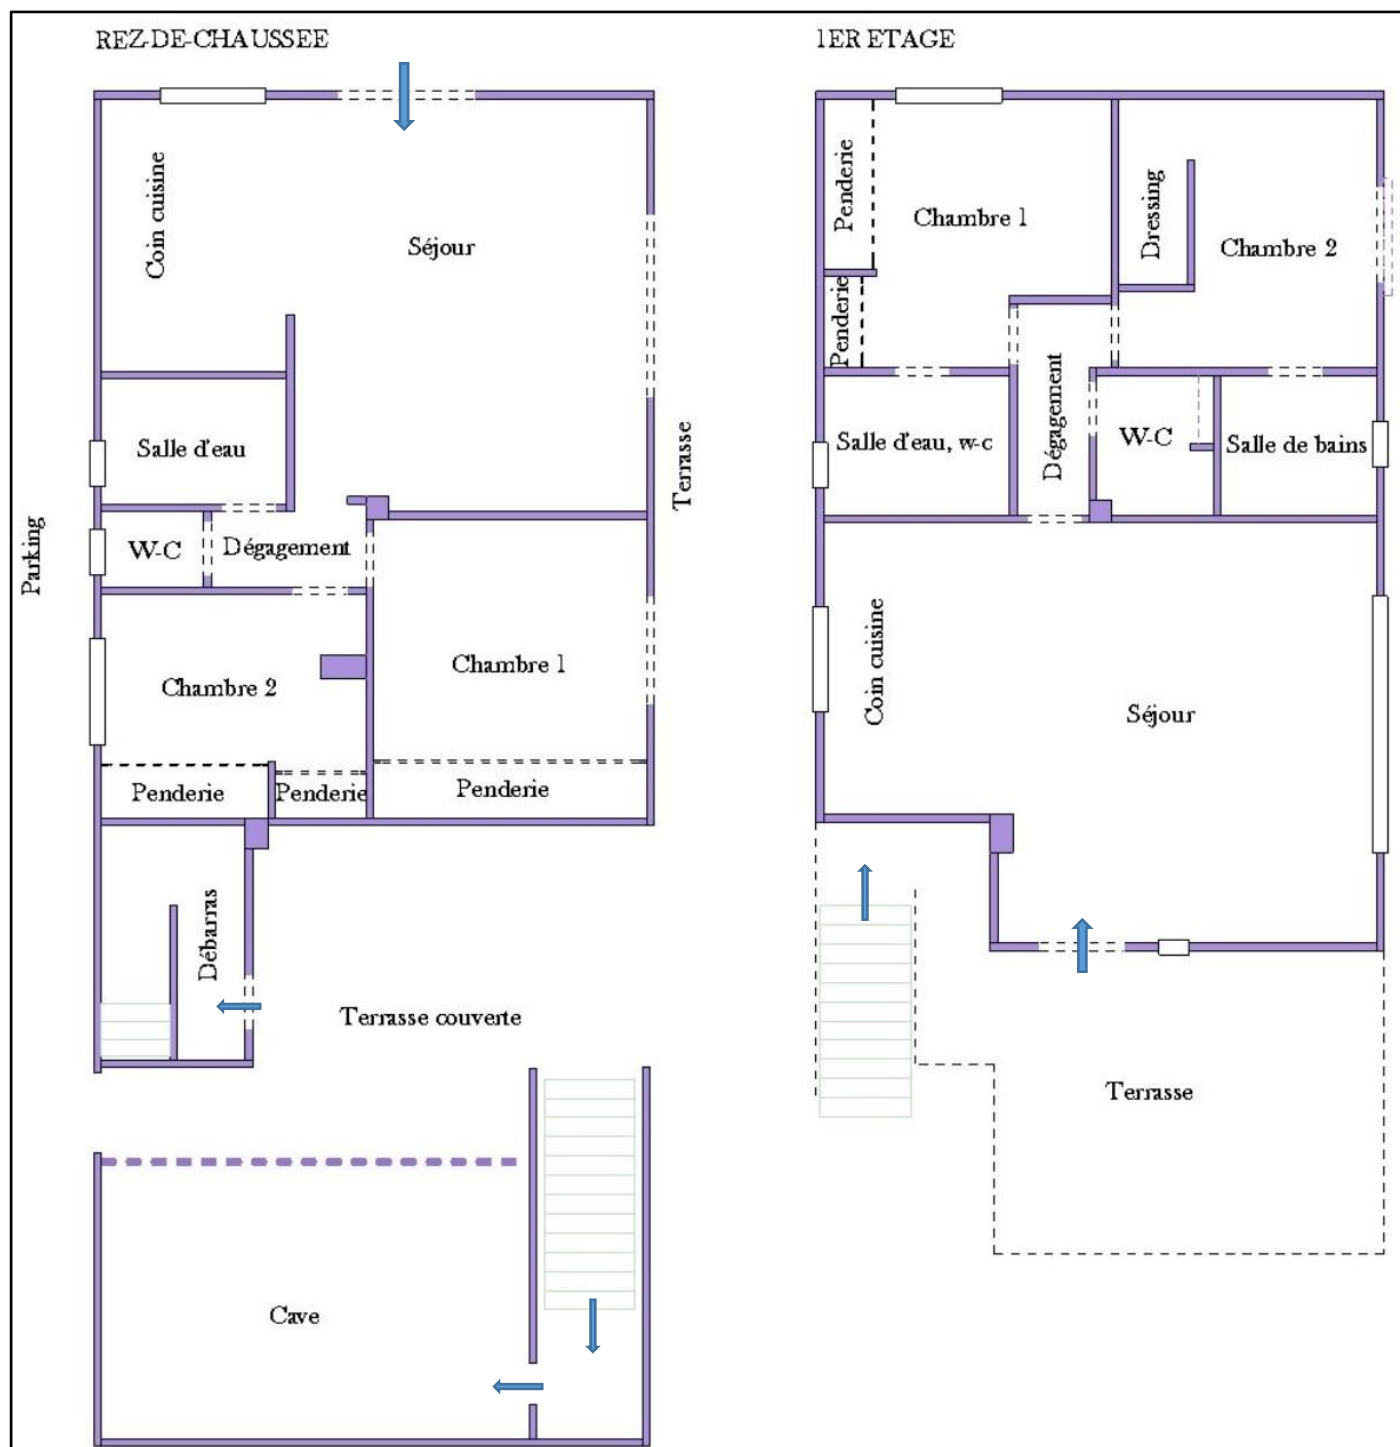 REZ-DE-CHAUSSEE
Coin cuisine
Séjour
Salle d'eau
Terrasse
Parking
W-C
Dégagement
Chambre 1
Chambre 2
Penderie
Penderie
Penderie
Débarras
Terrasse couverte
Cave
1ER ETAGE
Penderie
Chambre 1
Dressing
Chambre 2
Penderie
Dégagement
Salle d'eau, w-c
W-C
Salle de bains
Coin cuisine
Séjour
Terrasse